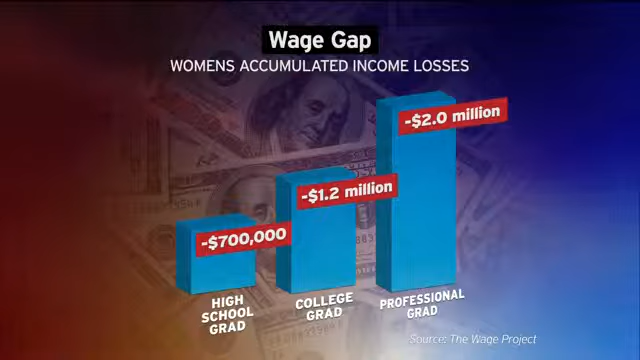 Wage Gap
WOMENS ACCUMULATED INCOME LOSSES
-$2.0 million
-$1.2 million
-$700,000
HIGH
SCHOOL
GRAD
COLLEGE
GRAD
PROFESSIONAL
GRAD
Source: The Wage Project